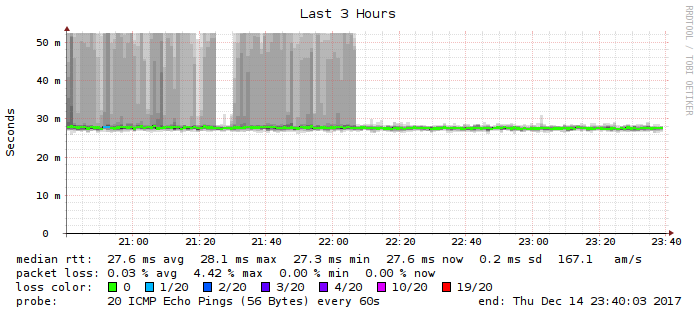 Last 3 Hours
RRDTOOL / TOBI OETIKER
Seconds
50 m
40 m
30 m
20 m
10 m
0
21:00 21:20 21:40 22:00 22:20 22:40 23:00 23:20 23:40
median rtt: 27.6 ms avg 28.1 ms max 27.3 ms min 27.6 ms now 0.2 ms sd 167.1 am/s
packet loss: 0.03 % avg 4.42 % max 0.00 % min 0.00 % now
loss color: 0 1/20 2/20 3/20 4/20 10/20 19/20
probe: 20 ICMP Echo Pings (56 Bytes) every 60s end: Thu Dec 14 23:40:03 2017